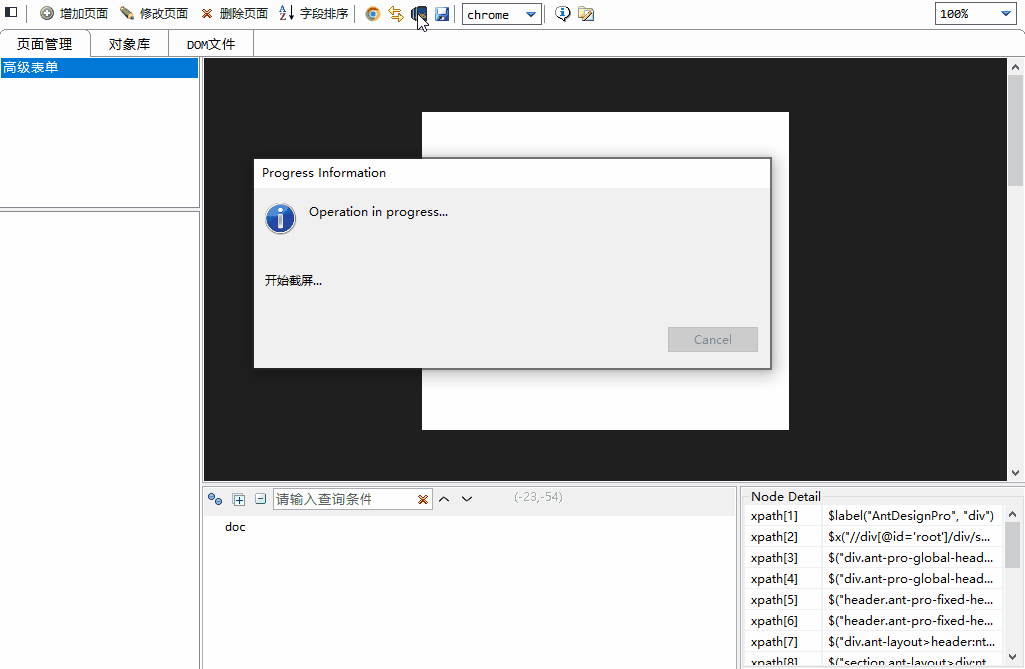 增加页面 修改页面 删除页面 字段排序 chrome 100%
页面管理 对象库 DOM文件
高级表单
Progress Information
Operation in progress...
开始截屏...
Cancel
请输入查询条件 (-23,-54)
doc
Node Detail
xpath[1] $label("AntDesignPro", "div")
xpath[2] $x("//div[@id='root']/div/s...
xpath[3] $("div.ant-pro-global-head...
xpath[4] $("div.ant-pro-global-head...
xpath[5] $("header.ant-pro-fixed-he...
xpath[6] $("header.ant-pro-fixed-he...
xpath[7] $("div.ant-layout>header:nt...
xpath[8] $("section.ant-layout>div:nt...